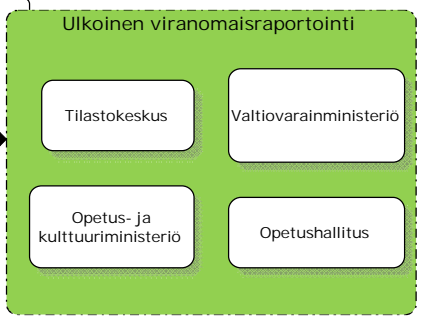 Ulkoinen viranomaisraportointi
Tilastokeskus
Valtiovarainministeriö
Opetus- ja
kulttuuriministeriö
Opetushallitus